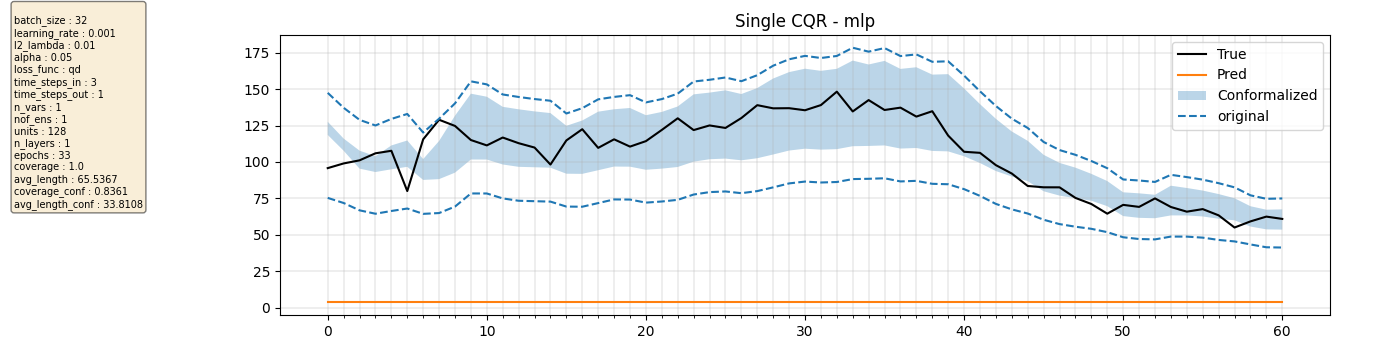 batch_size : 32
learning_rate : 0.001
l2_lambda : 0.01
alpha : 0.05
loss_func : qd
time_steps_in : 3
time_steps_out : 1
n_vars : 1
nof_ens : 1
units : 128
n_layers : 1
epochs : 33
coverage : 1.0
avg_length : 65.5367
coverage_conf : 0.8361
avg_length_conf : 33.8108
Single CQR - mlp
175
150
125
100
75
50
25
0
0 10 20 30 40 50 60
True
Pred
Conformalized
original